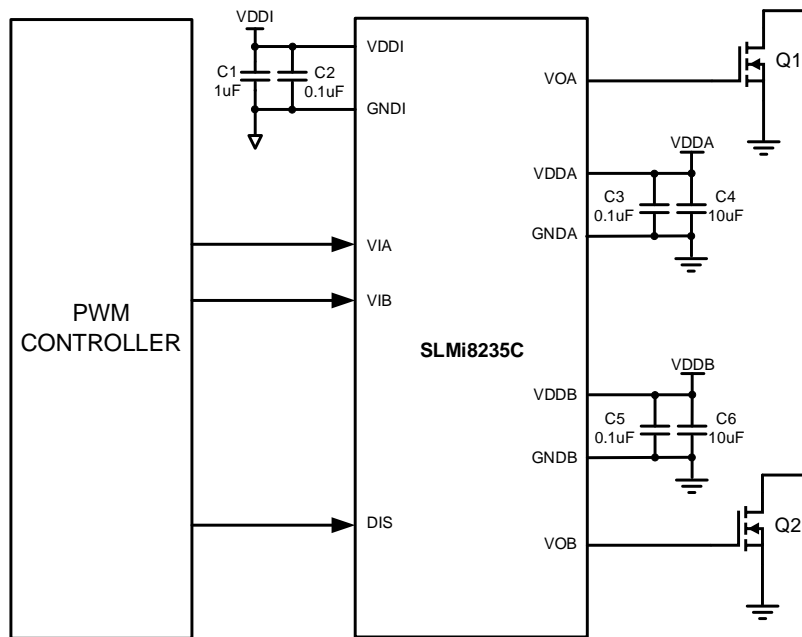 VDDI
C1
1uF
C2
0.1uF
VDDI
GNDI
VOA
Q1
VDDA
VDDA
C3
0.1uF
C4
10uF
GNDA
VIA
VIB
PWM
CONTROLLER
SLMi8235C
VDDB
VDDB
C5
0.1uF
C6
10uF
GNDB
DIS
VOB
Q2